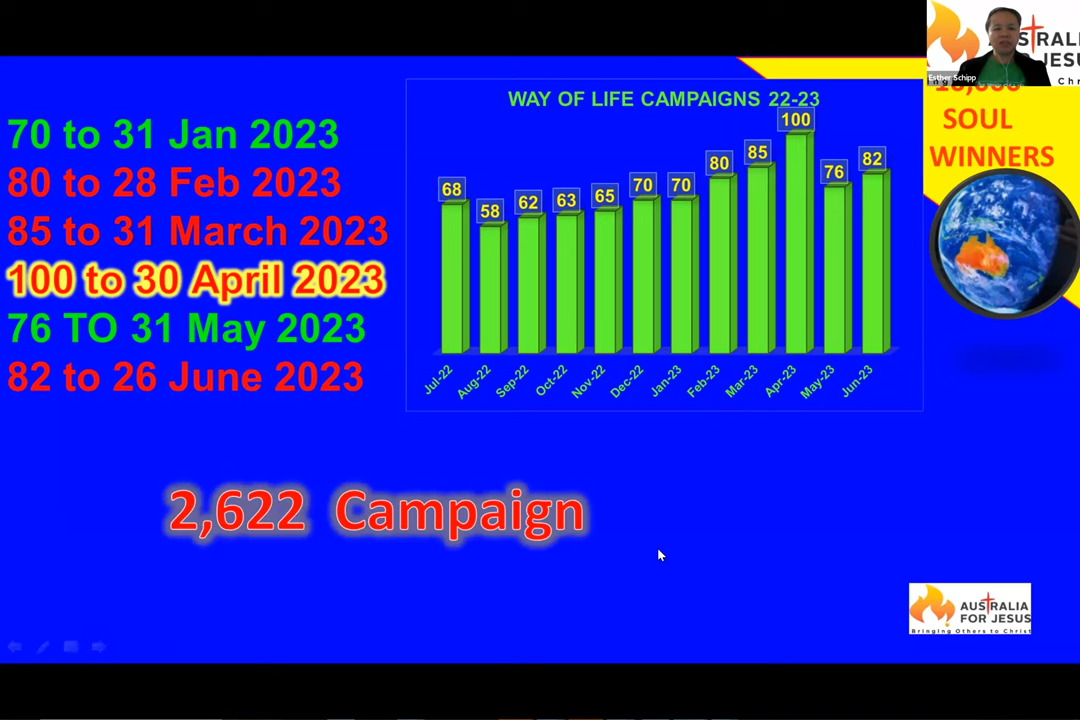 70 to 31 Jan 2023
80 to 28 Feb 2023
85 to 31 March 2023
100 to 30 April 2023
76 TO 31 May 2023
82 to 26 June 2023
WAY OF LIFE CAMPAIGNS 22-23
68
58
62
63
65
70
70
80
85
100
76
82
Jul-22
Aug-22
Sep-22
Oct-22
Nov-22
Dec-22
Jan-23
Feb-23
Mar-23
Apr-23
May-23
Jun-23
2,622 Campaign
Esther Schipp
SOUL
WINNERS
AUSTRALIA
FOR JESUS
Bringing Others to Christ